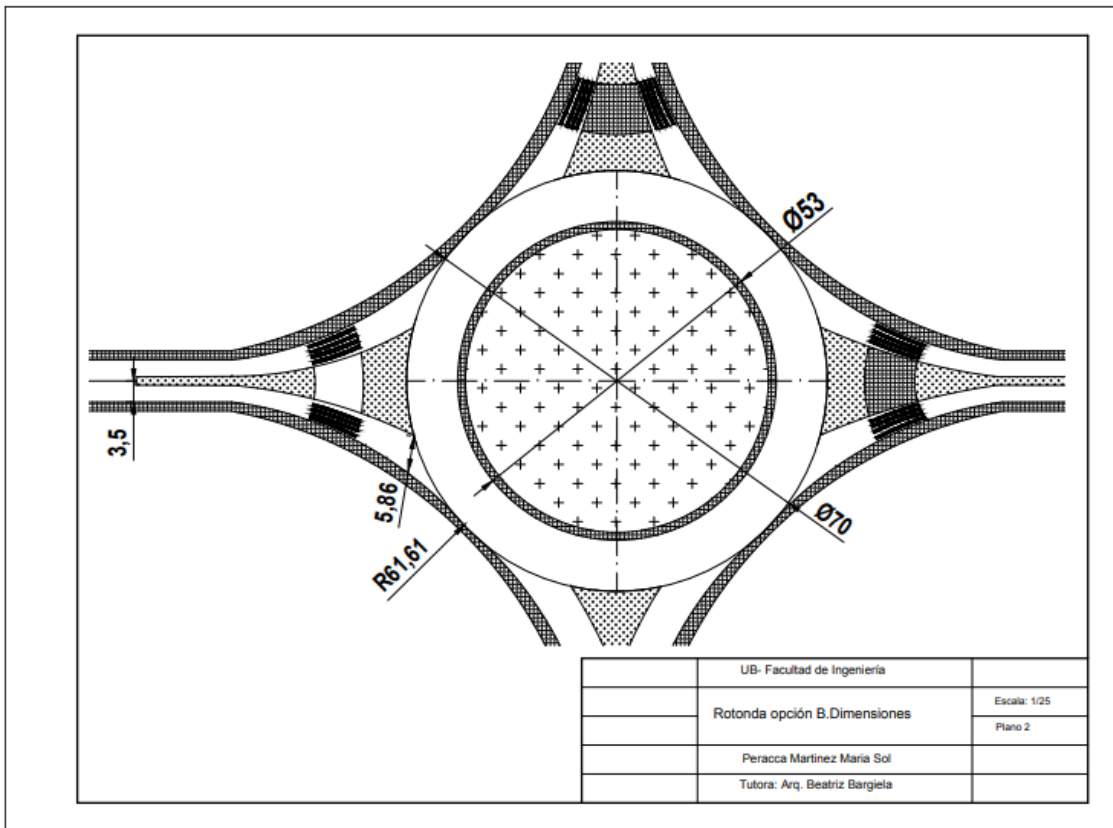 Ø53
3,5
5,86
R61,61
Ø70
UB- Facultad de Ingeniería
Rotonda opción B.Dimensiones
Escala: 1/25
Plano 2
Peracca Martinez Maria Sol
Tutora: Arq. Beatriz Bargiela